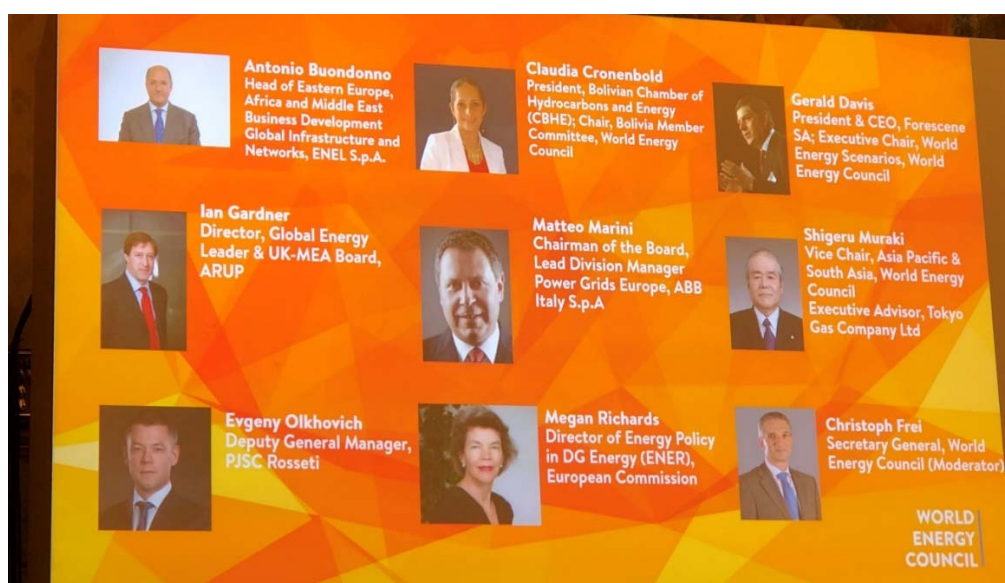 Antonio Buondonno
Head of Eastern Europe,
Africa and Middle East
Business Development
Global Infrastructure and
Networks, ENEL S.p.A.
Claudia Cronenbold
President, Bolivian Chamber of
Hydrocarbons and Energy
(CBHE); Chair, Bolivia Member
Committee, World Energy
Council
Gerald Davis
President & CEO, Forescene
SA; Executive Chair, World
Energy Scenarios, World
Energy Council
Ian Gardner
Director, Global Energy
Leader & UK-MEA Board,
ARUP
Matteo Marini
Chairman of the Board,
Lead Division Manager
Power Grids Europe, ABB
Italy S.p.A
Shigeru Muraki
Vice Chair, Asia Pacific &
South Asia, World Energy
Council
Executive Advisor, Tokyo
Gas Company Ltd
Evgeny Olkhovich
Deputy General Manager,
PJSC Rosseti
Megan Richards
Director of Energy Policy
in DG Energy (ENER),
European Commission
Christoph Frei
Secretary General, World
Energy Council (Moderator)
WORLD
ENERGY
COUNCIL